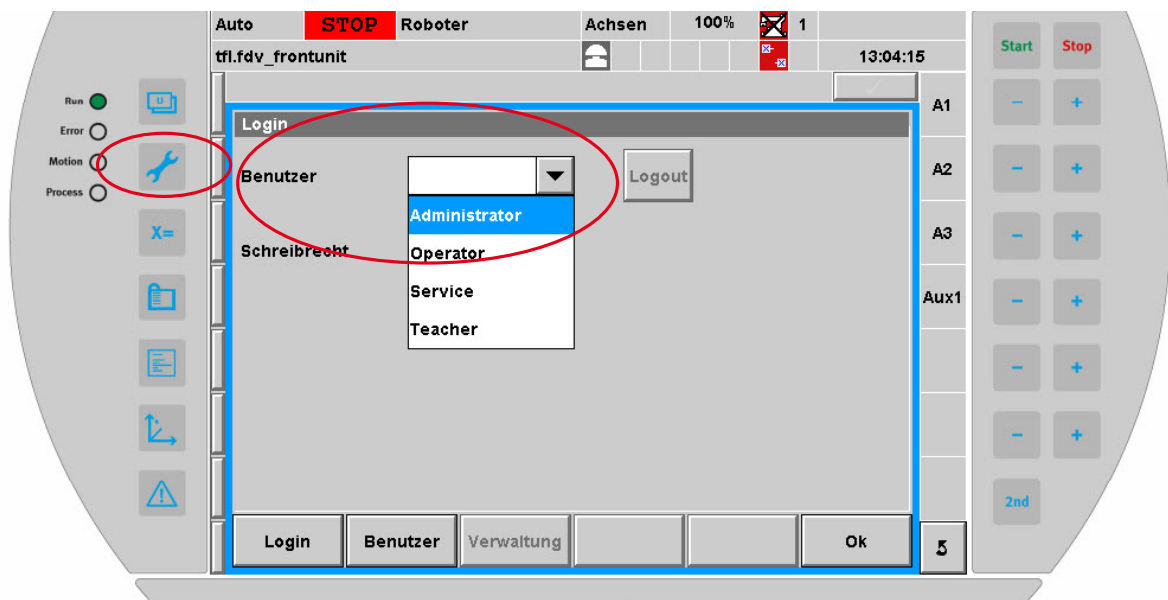 Auto STOP Roboter Achsen 100% 1
tfl.fdv_frontunit 13:04:15
Start Stop
Run
Error
Motion
Process
U
X=
Login
Benutzer
Logout
Administrator
Operator
Service
Teacher
Schreibrecht
A1 - +
A2 - +
A3 - +
Aux1 - +
- +
- +
2nd
Login Benutzer Verwaltung Ok 5